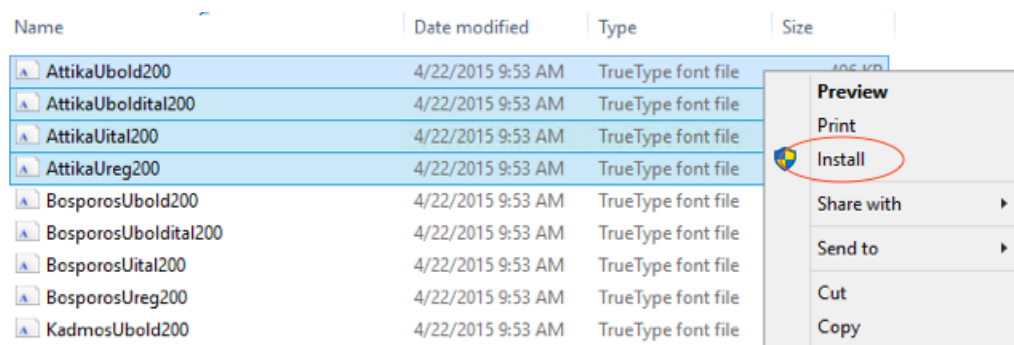 Name Date modified Type Size
AttikaUbold200 4/22/2015 9:53 AM TrueType font file 406 KB
AttikaUboldital200 4/22/2015 9:53 AM TrueType font file
AttikaUital200 4/22/2015 9:53 AM TrueType font file
AttikaUreg200 4/22/2015 9:53 AM TrueType font file
BosporosUbold200 4/22/2015 9:53 AM TrueType font file
BosporosUboldital200 4/22/2015 9:53 AM TrueType font file
BosporosUital200 4/22/2015 9:53 AM TrueType font file
BosporosUreg200 4/22/2015 9:53 AM TrueType font file
KadmosUbold200 4/22/2015 9:53 AM TrueType font file
Preview
Print
Install
Share with
Send to
Cut
Copy